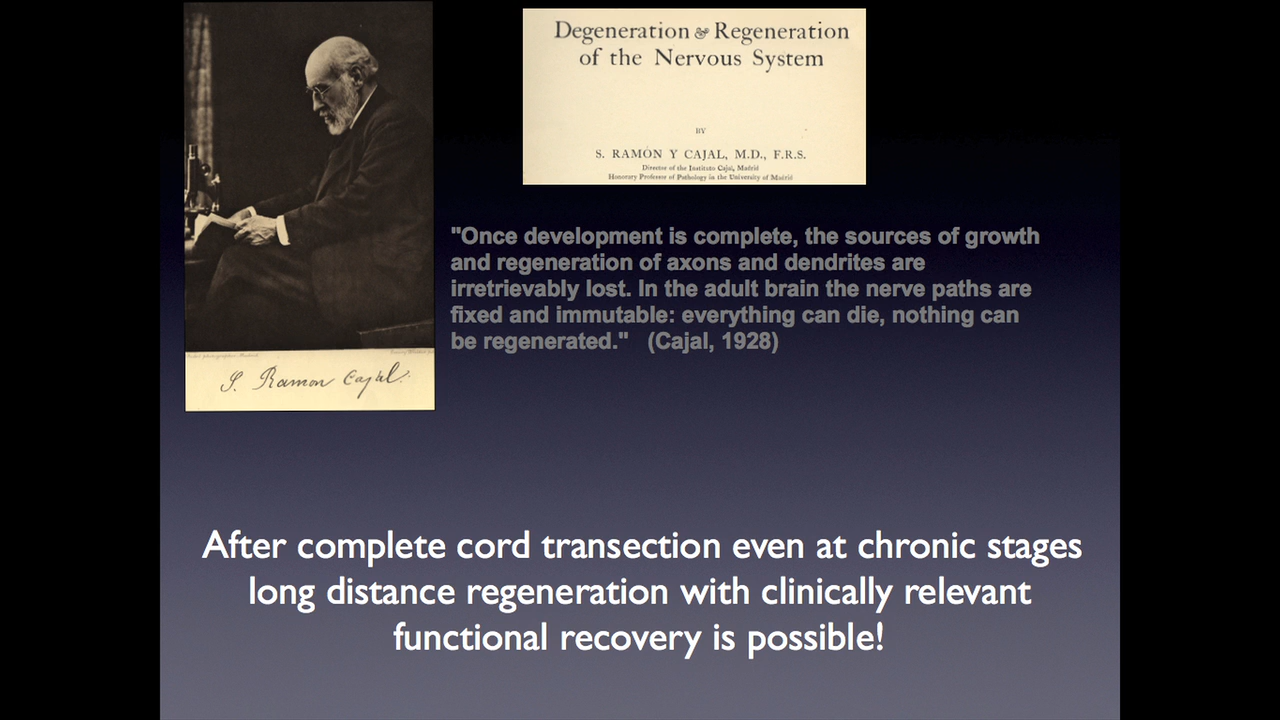 Degeneration & Regeneration
of the Nervous System
BY
S. RAMÓN Y CAJAL, M.D., F.R.S.
Director of the Instituto Cajal, Madrid
Honorary Professor of Pathology in the University of Madrid
"Once development is complete, the sources of growth
and regeneration of axons and dendrites are
irretrievably lost. In the adult brain the nerve paths are
fixed and immutable: everything can die, nothing can
be regenerated." (Cajal, 1928)
S. Ramon Cajal.
After complete cord transection even at chronic stages
long distance regeneration with clinically relevant
functional recovery is possible!